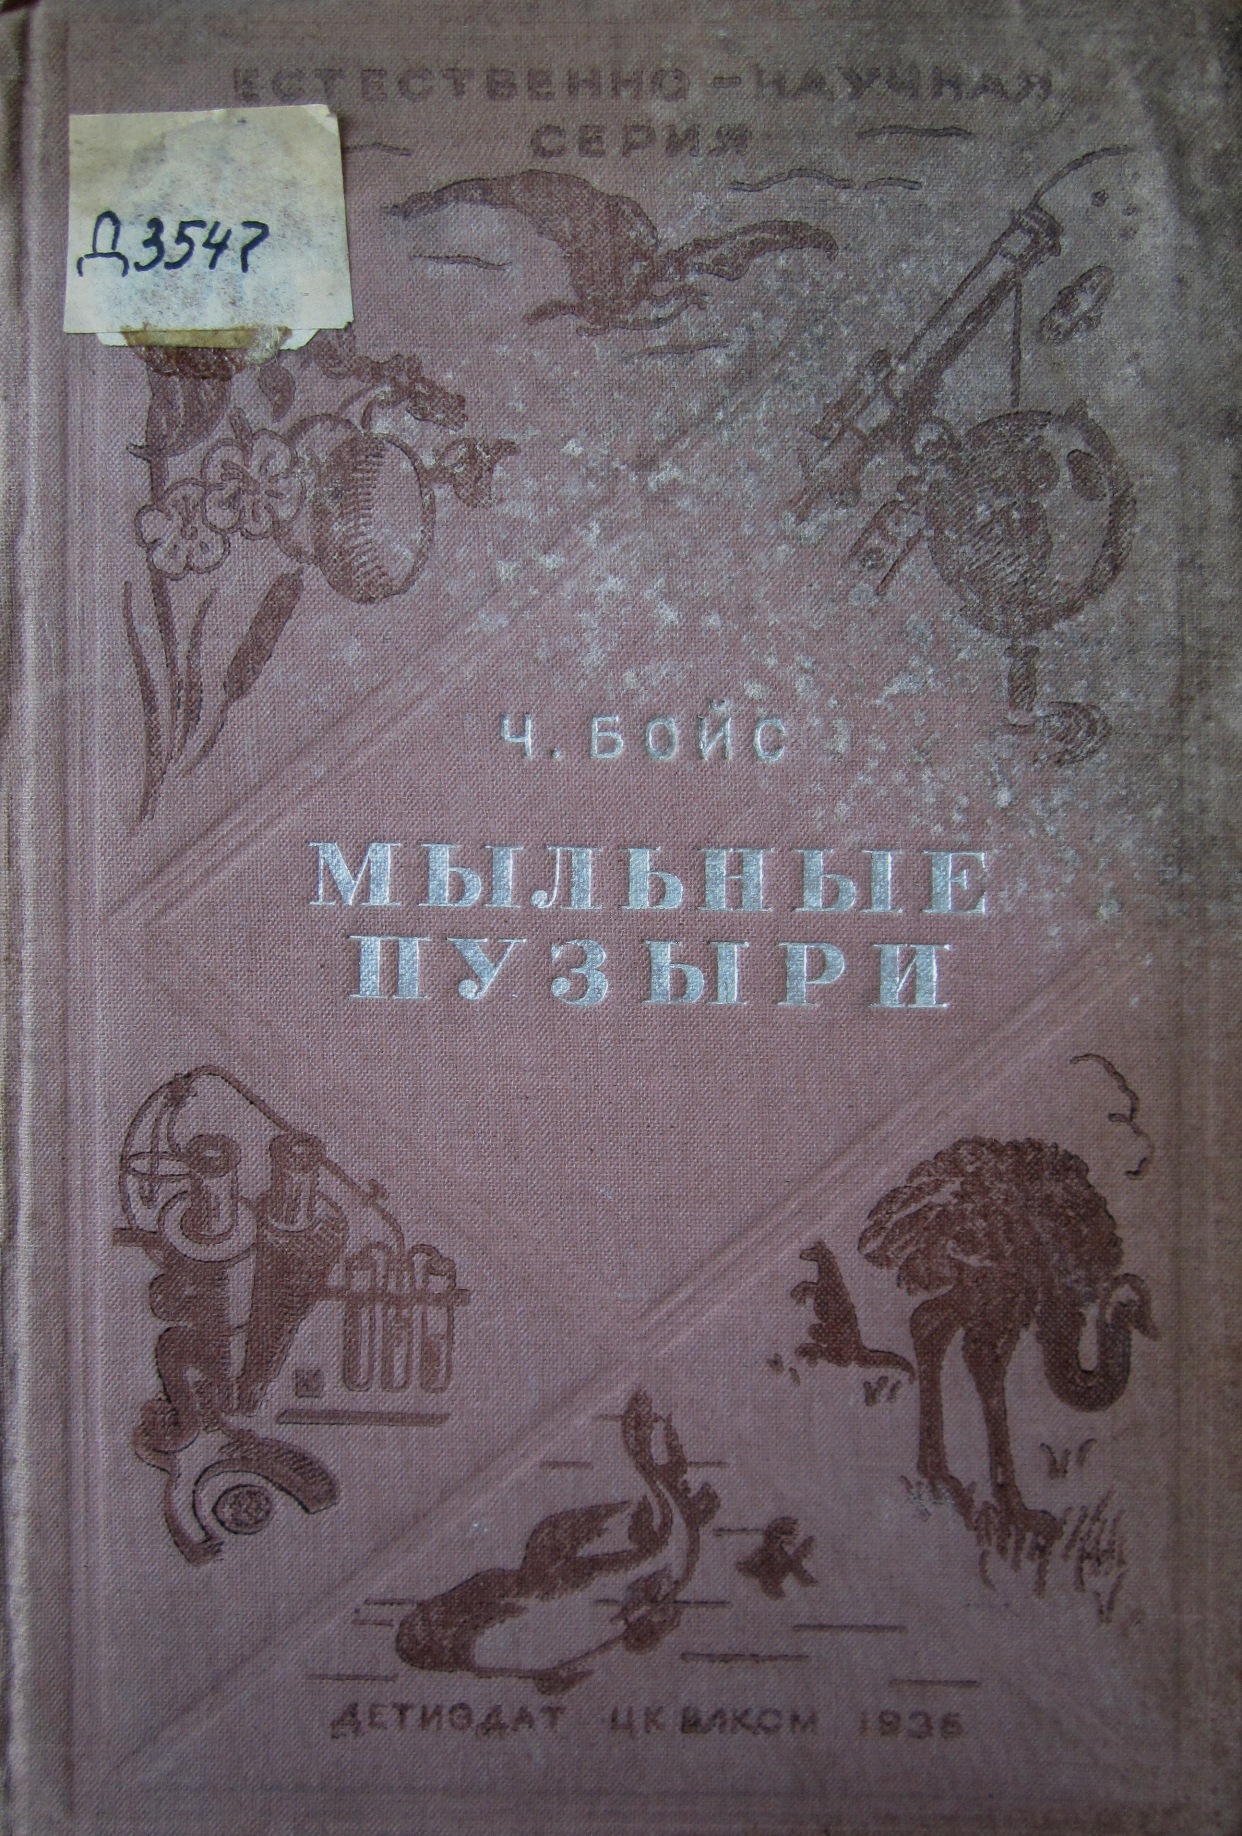 ЕСТЕСТВЕННО-НАУЧНАЯ
СЕРИЯ
Д3547
Ч. БОЙС
МЫЛЬНЫЕ
ПУЗЫРИ
ДЕТИЗДАТ ЦК ВЛКСМ 1936